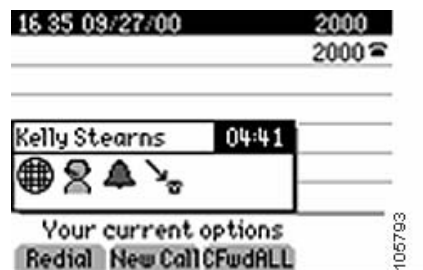 16 35 09/27/00 2000
2000
Kelly Stearns 04:41
Your current options
Redial New Call CFwdALL
105793